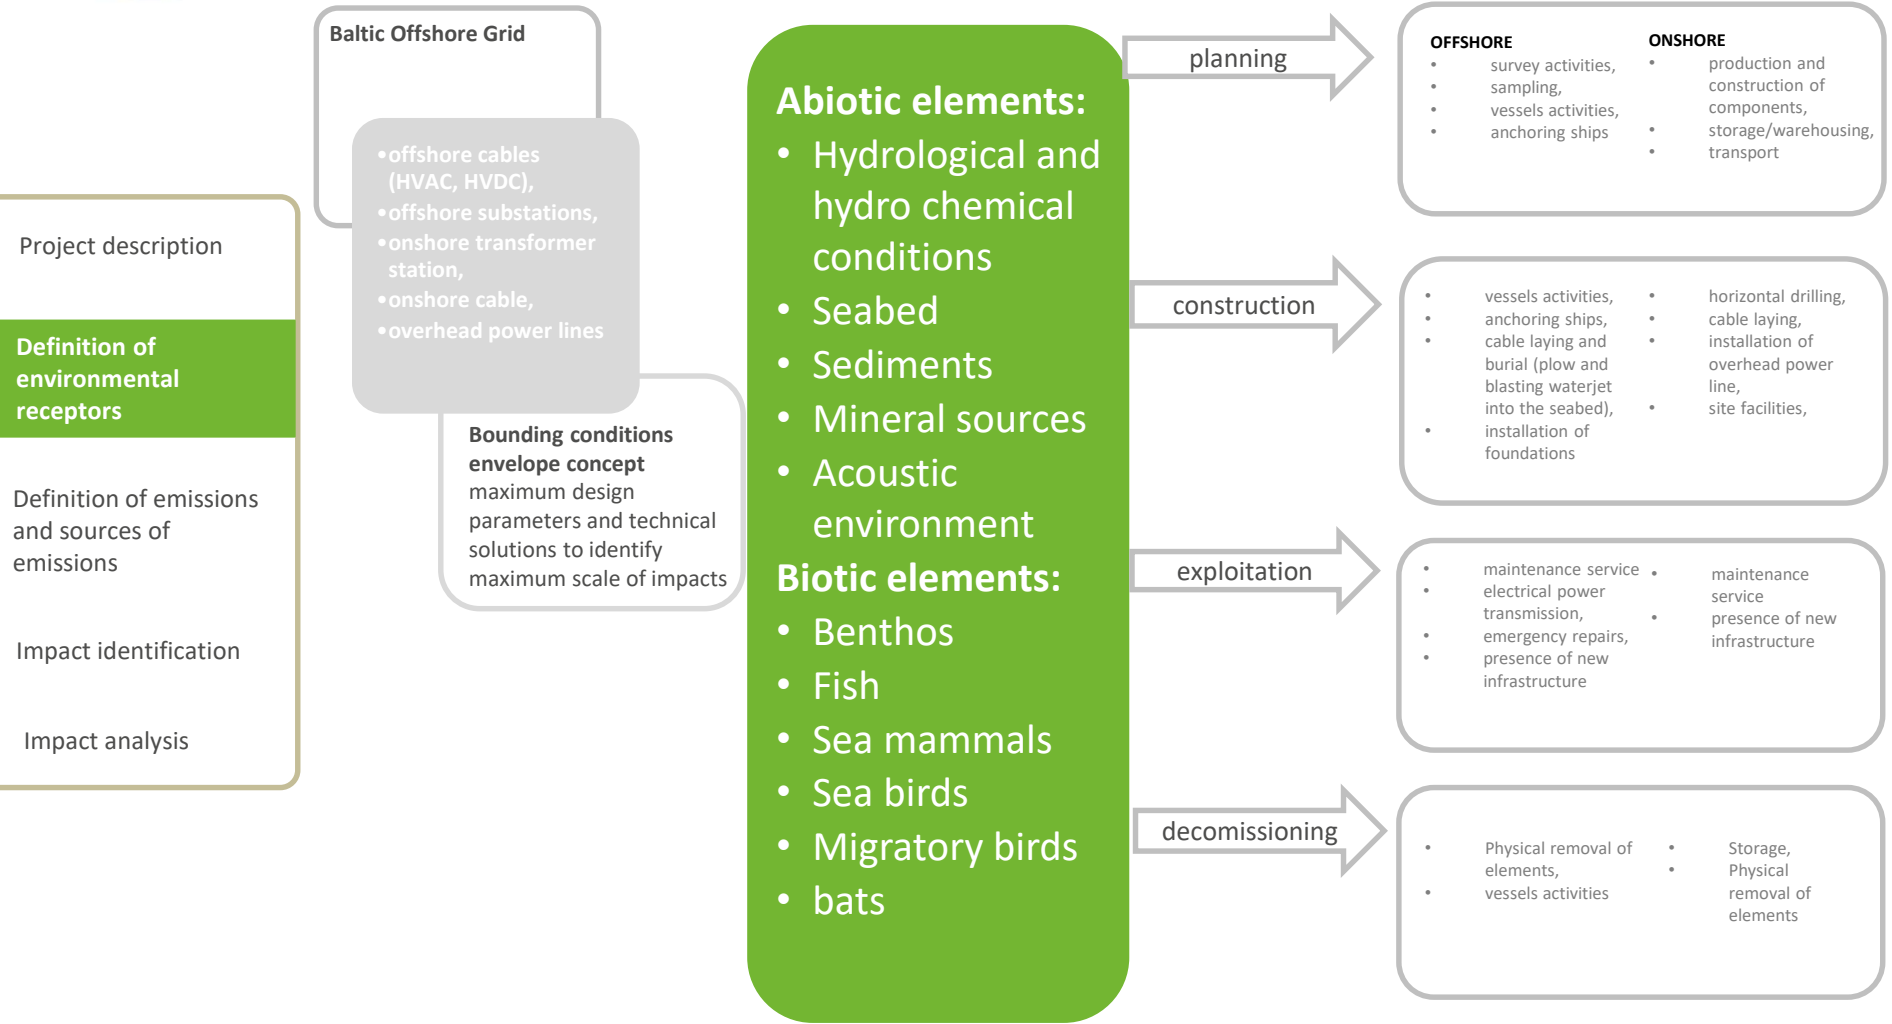 Project description
Definition of
environmental
receptors
Definition of emissions
and sources of
emissions
Impact identification
Impact analysis
Baltic Offshore Grid
•offshore cables
(HVAC, HVDC),
•offshore substations,
•onshore transformer
station,
•onshore cable,
•overhead power lines
Bounding conditions
envelope concept
maximum design
parameters and technical
solutions to identify
maximum scale of impacts
Abiotic elements:
• Hydrological and
hydro chemical
conditions
• Seabed
• Sediments
• Mineral sources
• Acoustic
environment
Biotic elements:
• Benthos
• Fish
• Sea mammals
• Sea birds
• Migratory birds
• bats
planning
OFFSHORE
• survey activities,
• sampling,
• vessels activities,
• anchoring ships
ONSHORE
• production and
construction of
components,
• storage/warehousing,
• transport
construction
• vessels activities,
• anchoring ships,
• cable laying and
burial (plow and
blasting waterjet
into the seabed),
• installation of
foundations
• horizontal drilling,
• cable laying,
• installation of
overhead power
line,
• site facilities,
exploitation
• maintenance service
• electrical power
transmission,
• emergency repairs,
• presence of new
infrastructure
• maintenance
service
• presence of new
infrastructure
decomissioning
• Physical removal of
elements,
• vessels activities
• Storage,
• Physical
removal of
elements